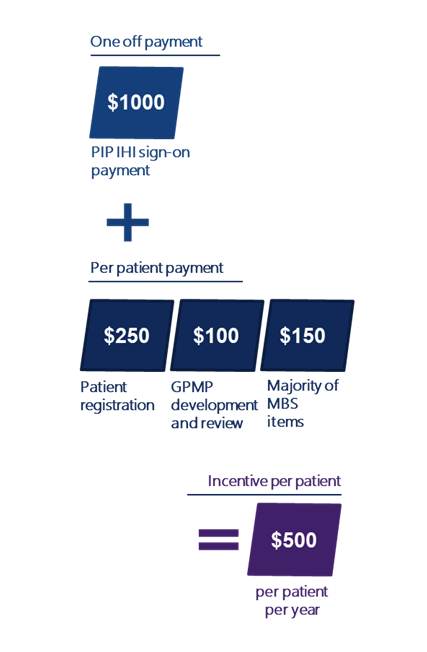 One off payment
$1000
PIP IHI sign-on
payment
+
Per patient payment
$250
$100
$150
Patient
registration
GPMP
development
and review
Majority of
MBS
items
Incentive per patient
=
$500
per patient
per year